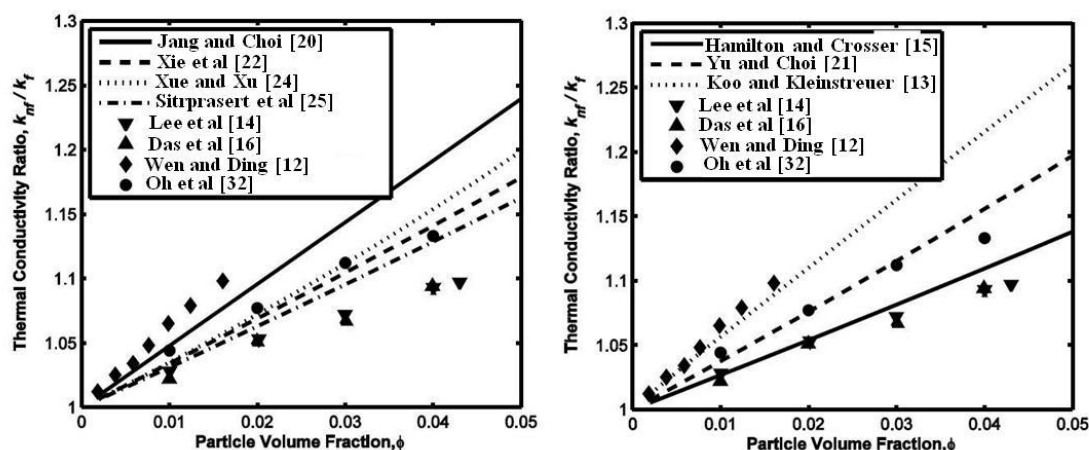 1.3
1.25
1.2
1.15
1.1
1.05
1
Thermal Conductivity Ratio, knf/kf
Jang and Choi [20]
Xie et al [22]
Xue and Xu [24]
Sitrprasert et al [25]
Lee et al [14]
Das et al [16]
Wen and Ding [12]
Oh et al [32]
0 0.01 0.02 0.03 0.04 0.05
Particle Volume Fraction,ϕ
1.3
1.25
1.2
1.15
1.1
1.05
1
Thermal Conductivity Ratio, knf/kf
Hamilton and Crosser [15]
Yu and Choi [21]
Koo and Kleinstreuer [13]
Lee et al [14]
Das et al [16]
Wen and Ding [12]
Oh et al [32]
0 0.01 0.02 0.03 0.04 0.05
Particle Volume Fraction,ϕ